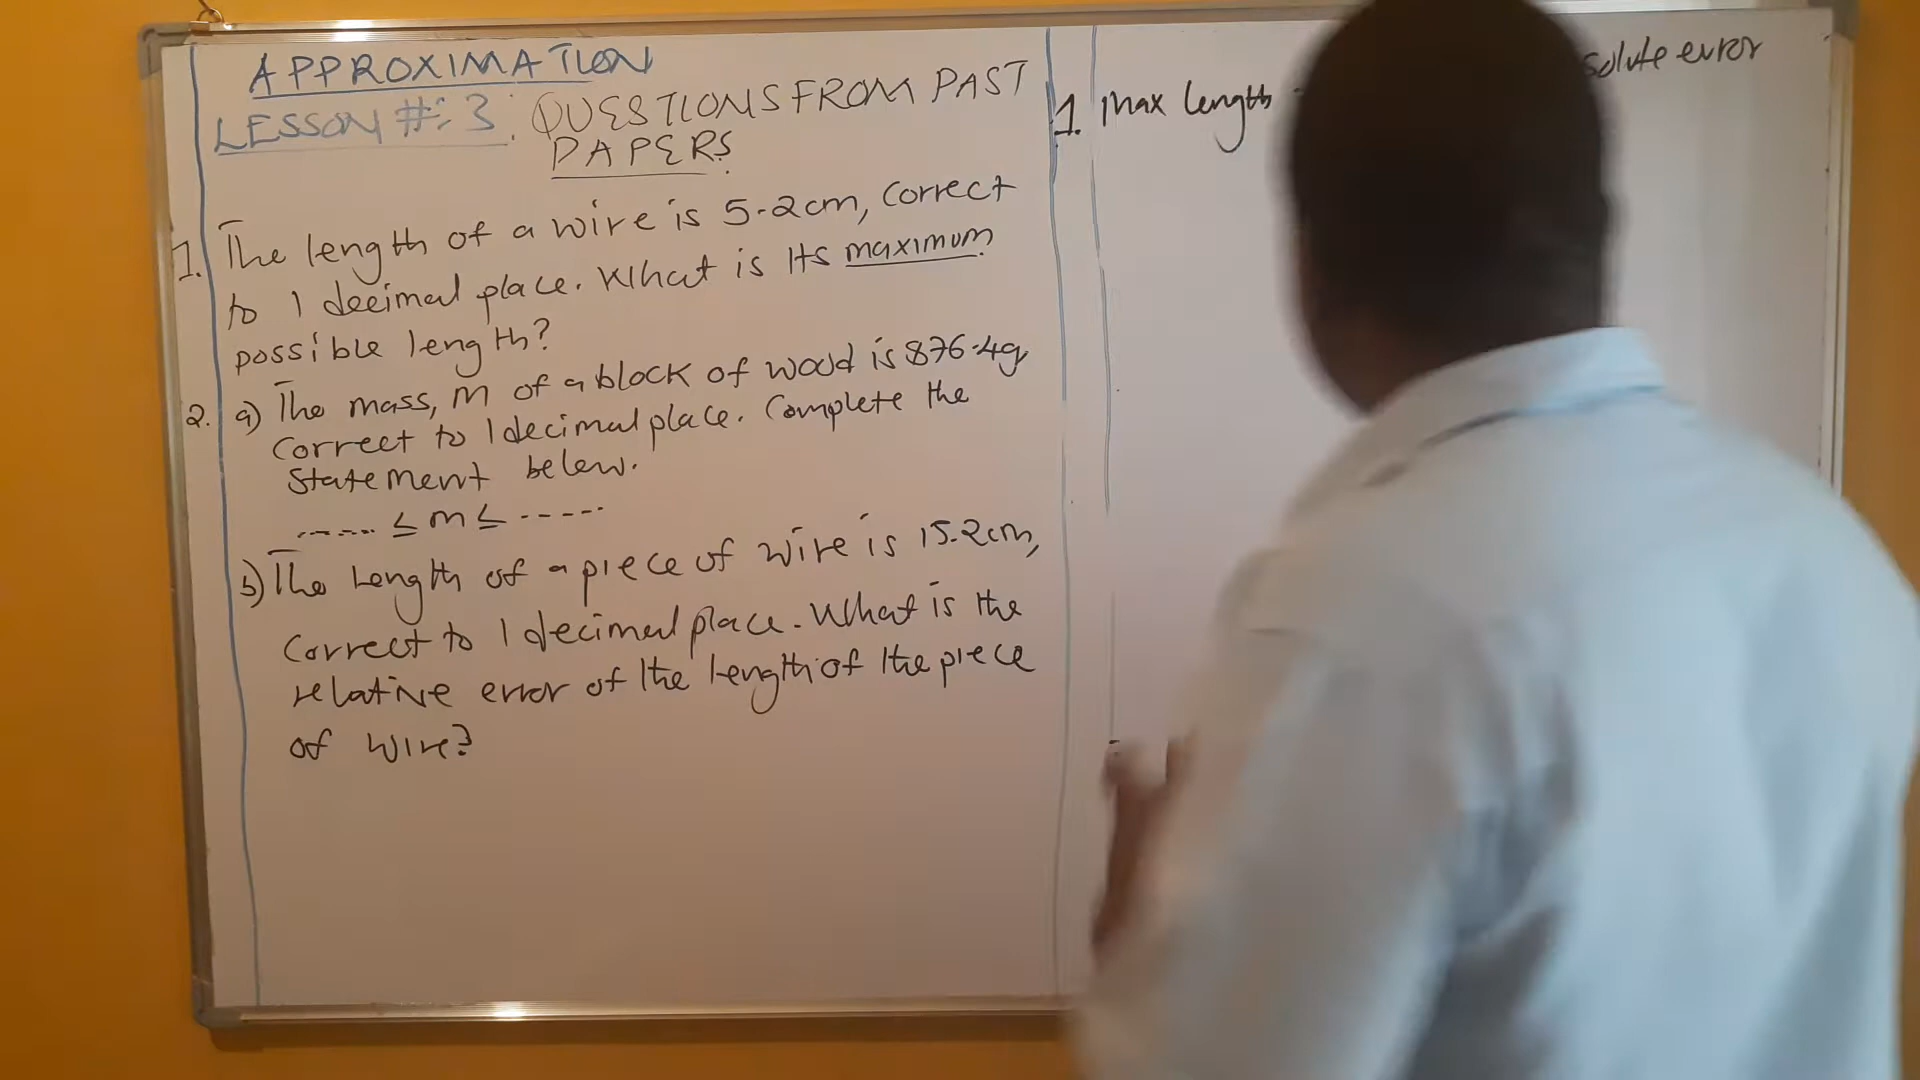 APPROXIMATION
LESSON #: 3: QUESTIONS FROM PAST
PAPERS
1. The length of a wire is 5.2cm, correct
to 1 decimal place. What is its maximum
possible length?
2. a) The mass, m of a block of wood is 876.4g
correct to 1 decimal place. Complete the
statement below.
...... ≤ m ≤ ......
b) The length of a piece of wire is 15.2cm,
correct to 1 decimal place. What is the
relative error of the length of the piece
of wire?
solute error
1. max length